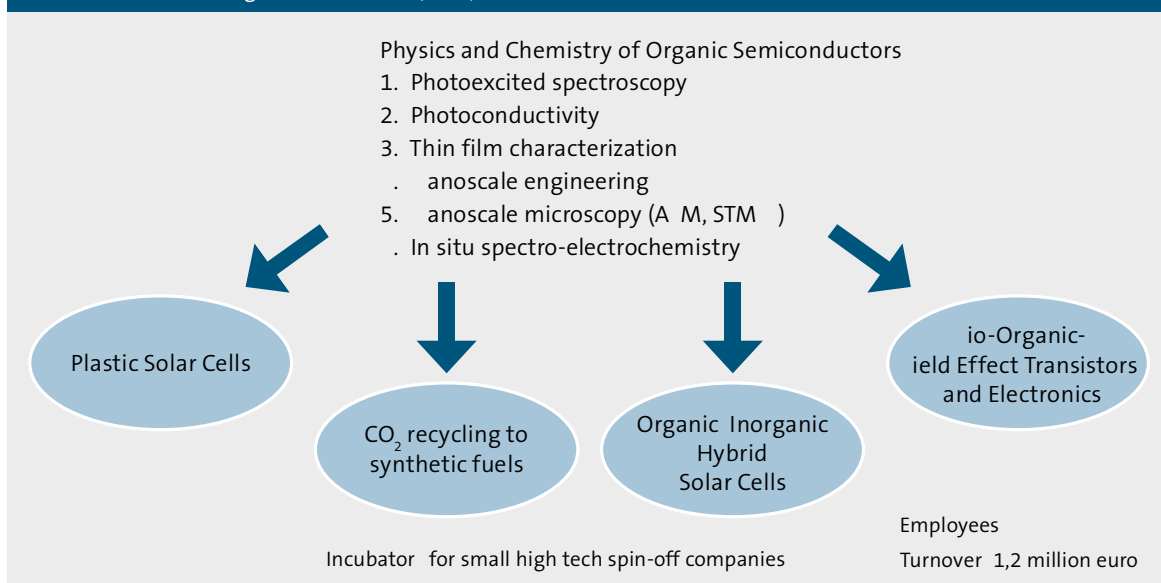 Physics and Chemistry of Organic Semiconductors
1. Photoexcited spectroscopy
2. Photoconductivity
3. Thin film characterization
. anoscale engineering
5. anoscale microscopy (A M, STM )
. In situ spectro-electrochemistry
Plastic Solar Cells
CO₂ recycling to
synthetic fuels
Organic Inorganic
Hybrid
Solar Cells
io-Organic-
ield Effect Transistors
and Electronics
Incubator for small high tech spin-off companies
Employees
Turnover 1,2 million euro